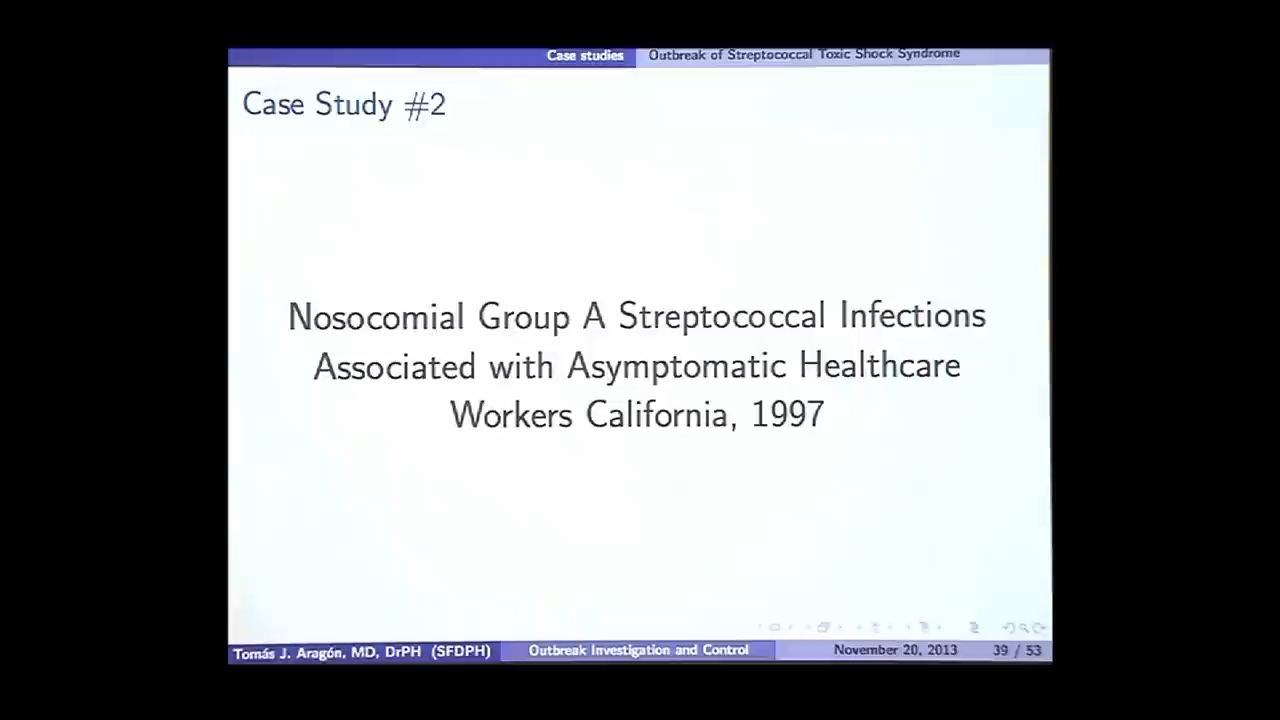 Case studies Outbreak of Streptococcal Toxic Shock Syndrome
Case Study #2
Nosocomial Group A Streptococcal Infections
Associated with Asymptomatic Healthcare
Workers California, 1997
Tomás J. Aragón, MD, DrPH (SFDPH) Outbreak Investigation and Control November 20, 2013 39 / 53